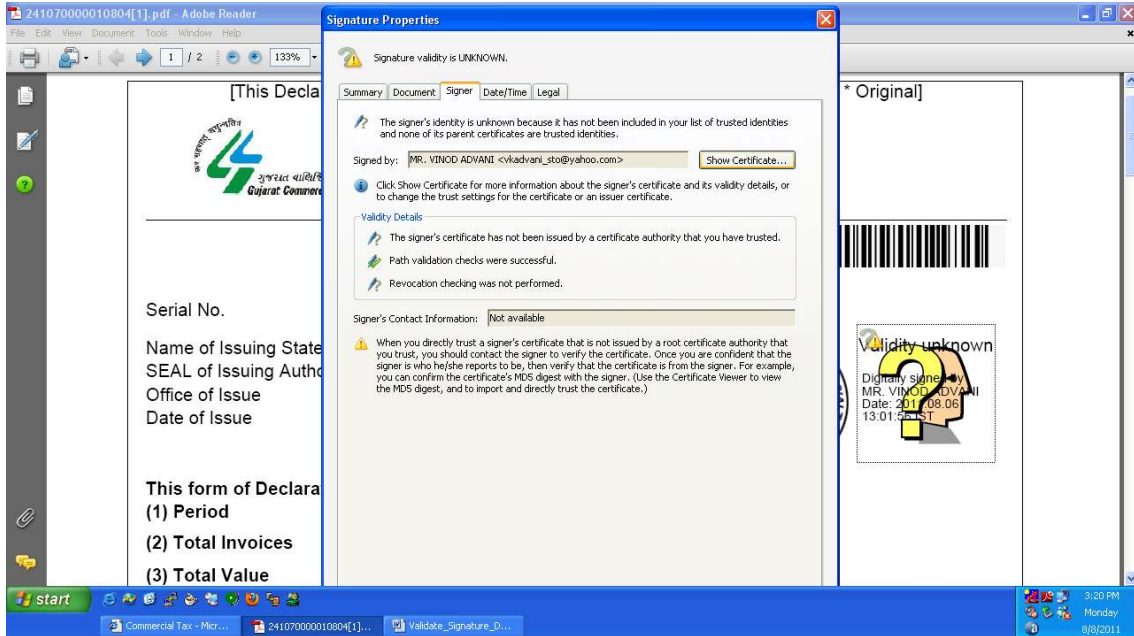 241070000010804[1].pdf - Adobe Reader
File Edit View Document Tools Window Help
1 / 2 133%
Signature Properties
Signature validity is UNKNOWN.
Summary Document Signer Date/Time Legal
The signer's identity is unknown because it has not been included in your list of trusted identities
and none of its parent certificates are trusted identities.
Signed by: MR. VINOD ADVANI <vkadvani_sto@yahoo.com> Show Certificate...
Click Show Certificate for more information about the signer's certificate and its validity details, or
to change the trust settings for the certificate or an issuer certificate.
Validity Details
The signer's certificate has not been issued by a certificate authority that you have trusted.
Path validation checks were successful.
Revocation checking was not performed.
Signer's Contact Information: Not available
When you directly trust a signer's certificate that is not issued by a root certificate authority that
you trust, you should contact the signer to verify the certificate. Once you are confident that the
signer is who he/she reports to be, then verify that the certificate is from the signer. For example,
you can confirm the certificate's MD5 digest with the signer. (Use the Certificate Viewer to view
the MD5 digest, and to import and directly trust the certificate.)
[This Decla
* Original]
ગુજરાત
Gujarat Commer
Serial No.
Name of Issuing State
SEAL of Issuing Autho
Office of Issue
Date of Issue
Validity unknown
Digitally signed by
MR. VINOD ADVANI
Date: 2011.08.06
13:01:56 IST
This form of Declara
(1) Period
(2) Total Invoices
(3) Total Value
start
Commercial Tax - Micr...
241070000010804[1]...
Validate_Signature_D...
3:20 PM
Monday
8/8/2011